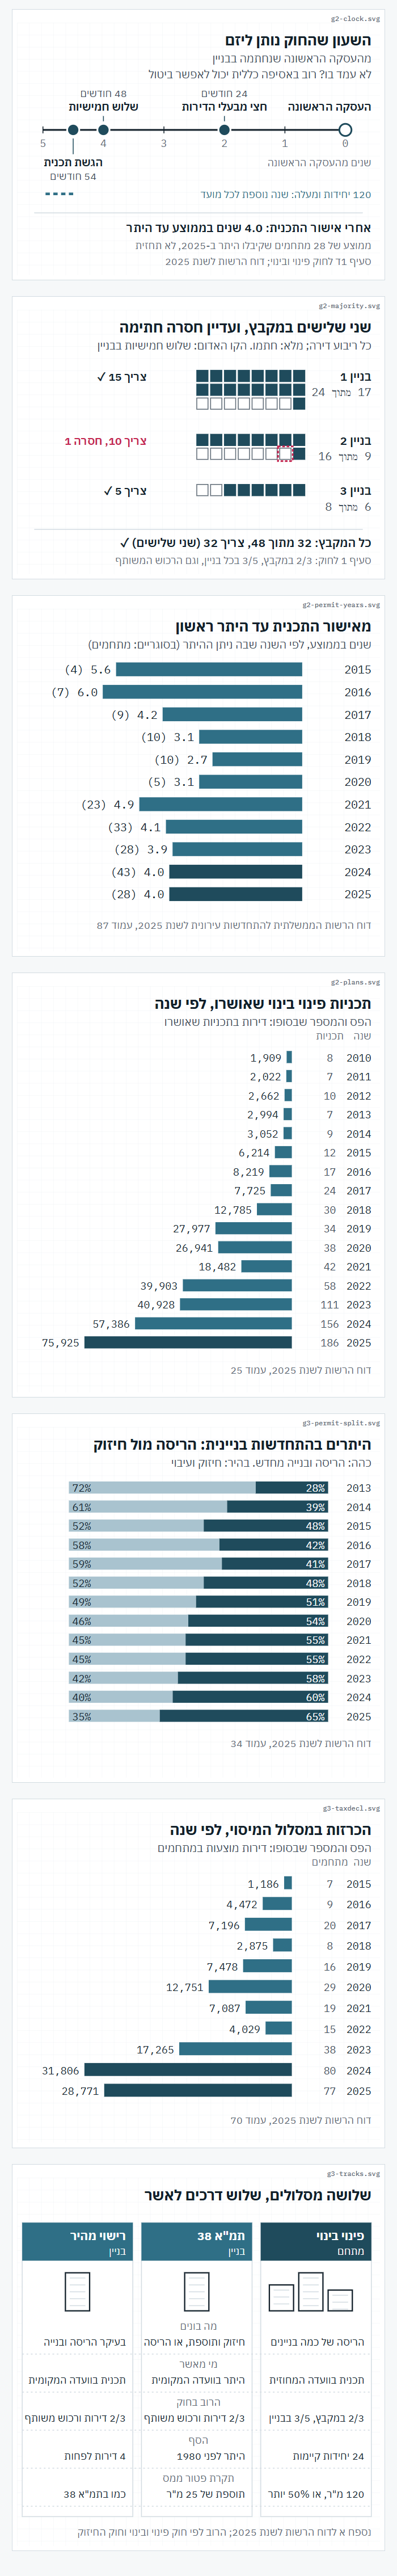 g2-clock.svg
השעון שהחוק נותן ליזם
מהעסקה הראשונה שנחתמה בבניין
לא עמד בו? רוב באסיפה כללית יכול לאפשר ביטול
24 חודשים 48 חודשים
העסקה הראשונה חצי מבעלי הדירות שלוש חמישיות
0 1 2 3 4 5
שנים מהעסקה הראשונה הגשת תכנית
54 חודשים
120 יחידות ומעלה: שנה נוספת לכל מועד
אחרי אישור התכנית: 4.0 שנים בממוצע עד היתר
ממוצע של 28 מתחמים שקיבלו היתר ב-2025, לא תחזית
סעיף 1ד לחוק פינוי ובינוי; דוח הרשות לשנת 2025
g2-majority.svg
שני שלישים במקבץ, ועדיין חסרה חתימה
כל ריבוע דירה; מלא: חתמו. הקו האדום: שלוש חמישיות בבניין
בניין 1 צריך 15 ✓
17 מתוך 24
בניין 2 צריך 10, חסרה 1
9 מתוך 16
בניין 3 צריך 5 ✓
6 מתוך 8
כל המקבץ: 32 מתוך 48, צריך 32 (שני שלישים) ✓
סעיף 1 לחוק: 2/3 במקבץ, 3/5 בכל בניין, וגם הרכוש המשותף
g2-permit-years.svg
מאישור התכנית עד היתר ראשון
שנים בממוצע, לפי השנה שבה ניתן ההיתר (בסוגריים: מתחמים)
2015 5.6 (4)
2016 6.0 (7)
2017 4.2 (9)
2018 3.1 (10)
2019 2.7 (10)
2020 3.1 (5)
2021 4.9 (23)
2022 4.1 (33)
2023 3.9 (28)
2024 4.0 (43)
2025 4.0 (28)
דוח הרשות הממשלתית להתחדשות עירונית לשנת 2025, עמוד 87
g2-plans.svg
תכניות פינוי בינוי שאושרו, לפי שנה
הפס והמספר שבסופו: דירות בתכניות שאושרו
שנה תכניות
2010 8 1,909
2011 7 2,022
2012 10 2,662
2013 7 2,994
2014 9 3,052
2015 12 6,214
2016 17 8,219
2017 24 7,725
2018 30 12,785
2019 34 27,977
2020 38 26,941
2021 42 18,482
2022 58 39,903
2023 111 40,928
2024 156 57,386
2025 186 75,925
דוח הרשות לשנת 2025, עמוד 25
g3-permit-split.svg
היתרים בהתחדשות בניינית: הריסה מול חיזוק
כהה: הריסה ובנייה מחדש. בהיר: חיזוק ועיבוי
2013 28% 72%
2014 39% 61%
2015 48% 52%
2016 42% 58%
2017 41% 59%
2018 48% 52%
2019 51% 49%
2020 54% 46%
2021 55% 45%
2022 55% 45%
2023 58% 42%
2024 60% 40%
2025 65% 35%
דוח הרשות לשנת 2025, עמוד 34
g3-taxdecl.svg
הכרזות במסלול המיסוי, לפי שנה
הפס והמספר שבסופו: דירות מוצעות במתחמים
שנה מתחמים
2015 7 1,186
2016 9 4,472
2017 20 7,196
2018 8 2,875
2019 16 7,478
2020 29 12,751
2021 19 7,087
2022 15 4,029
2023 38 17,265
2024 80 31,806
2025 77 28,771
דוח הרשות לשנת 2025, עמוד 70
g3-tracks.svg
שלושה מסלולים, שלוש דרכים לאשר
פינוי בינוי תמ"א 38 רישוי מהיר
מתחם בניין בניין
מה בונים
הריסה של כמה בניינים חיזוק ותוספת, או הריסה בעיקר הריסה ובנייה
מי מאשר
תכנית בוועדה המחוזית היתר בוועדה המקומית תכנית בוועדה המקומית
הרוב בחוק
2/3 במקבץ, 3/5 בבניין 2/3 דירות ורכוש משותף 2/3 דירות ורכוש משותף
הסף
24 יחידות קיימות היתר לפני 1980 4 דירות לפחות
תקרת פטור ממס
120 מ"ר, או 50% יותר תוספת של 25 מ"ר כמו בתמ"א 38
נספח א לדוח הרשות לשנת 2025; הרוב לפי חוק פינוי ובינוי וחוק החיזוק